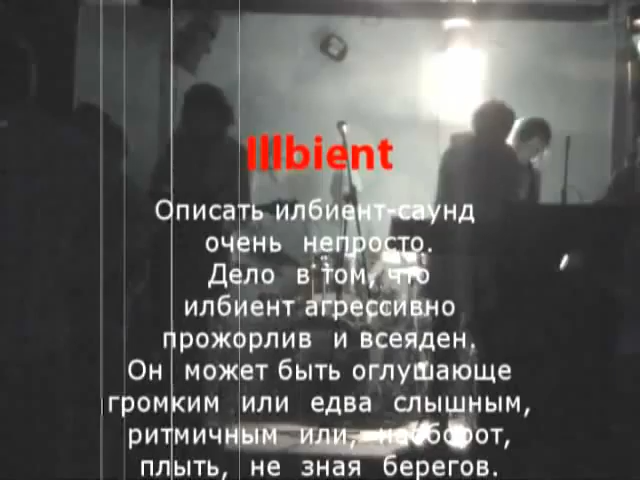 Illbient
Описать илбиент-саунд
очень непросто.
Дело в том, что
илбиент агрессивно
прожорлив и всеяден.
Он может быть оглушающе
громким или едва слышным,
ритмичным или, наоборот,
плыть, не зная берегов.